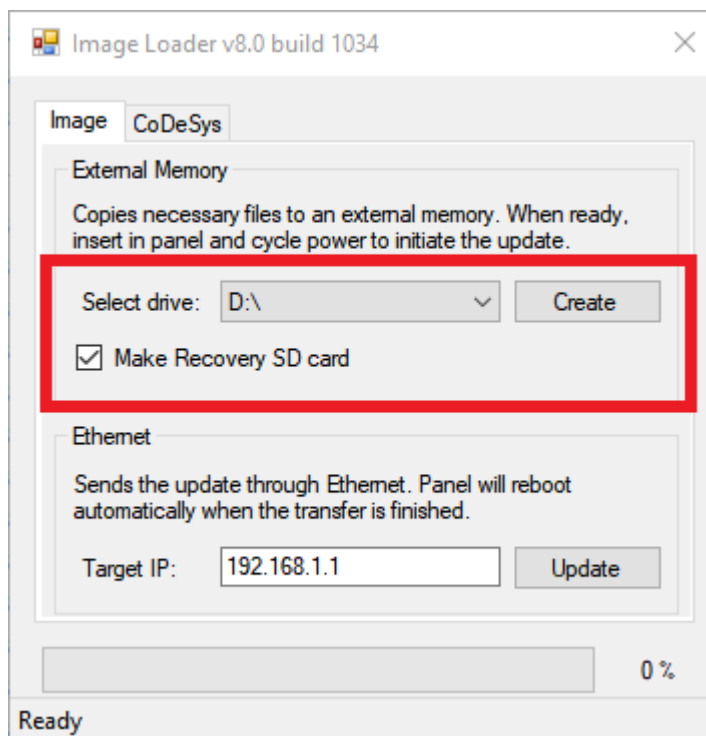 Image Loader v8.0 build 1034
Image
CoDeSys
External Memory
Copies necessary files to an external memory. When ready,
insert in panel and cycle power to initiate the update.
Select drive:
D:\
Create
Make Recovery SD card
Ethernet
Sends the update through Ethernet. Panel will reboot
automatically when the transfer is finished.
Target IP:
192.168.1.1
Update
0 %
Ready